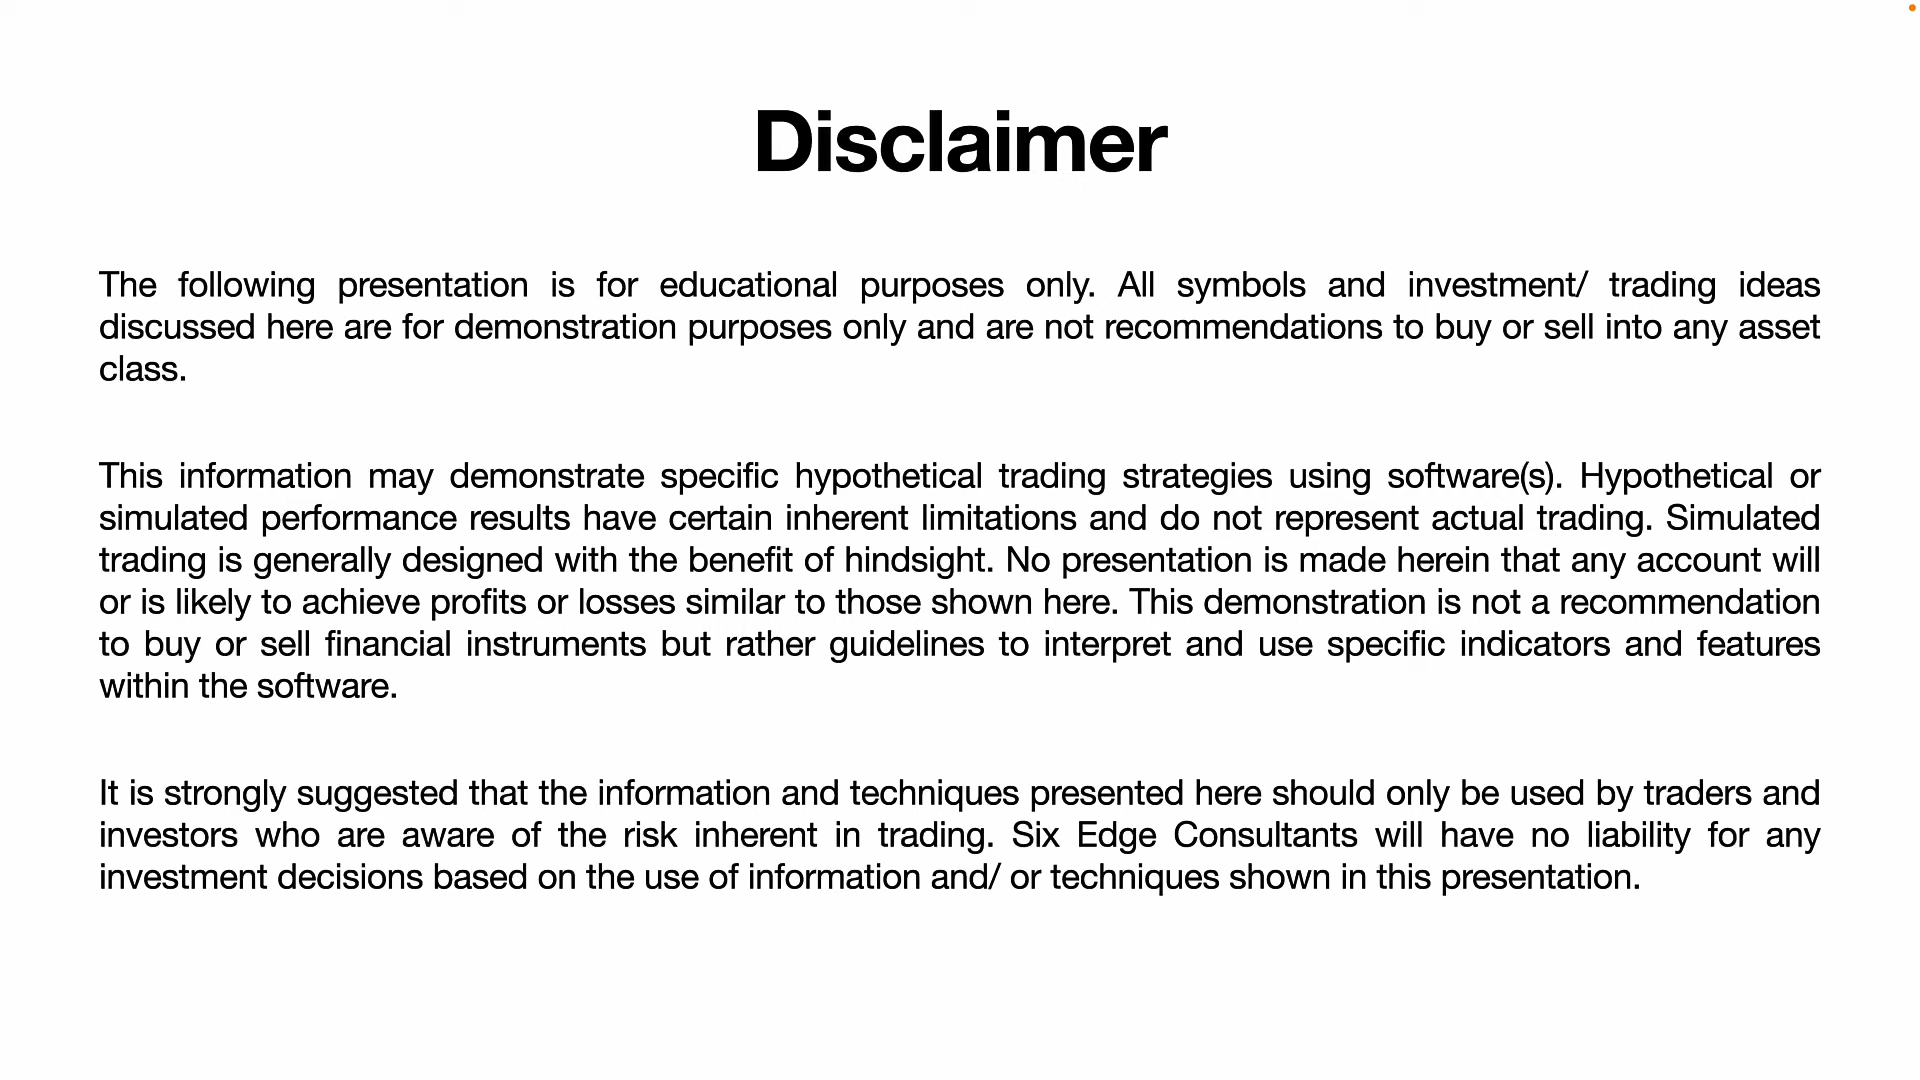 Disclaimer
The following presentation is for educational purposes only. All symbols and investment/ trading ideas
discussed here are for demonstration purposes only and are not recommendations to buy or sell into any asset
class.
This information may demonstrate specific hypothetical trading strategies using software(s). Hypothetical or
simulated performance results have certain inherent limitations and do not represent actual trading. Simulated
trading is generally designed with the benefit of hindsight. No presentation is made herein that any account will
or is likely to achieve profits or losses similar to those shown here. This demonstration is not a recommendation
to buy or sell financial instruments but rather guidelines to interpret and use specific indicators and features
within the software.
It is strongly suggested that the information and techniques presented here should only be used by traders and
investors who are aware of the risk inherent in trading. Six Edge Consultants will have no liability for any
investment decisions based on the use of information and/ or techniques shown in this presentation.